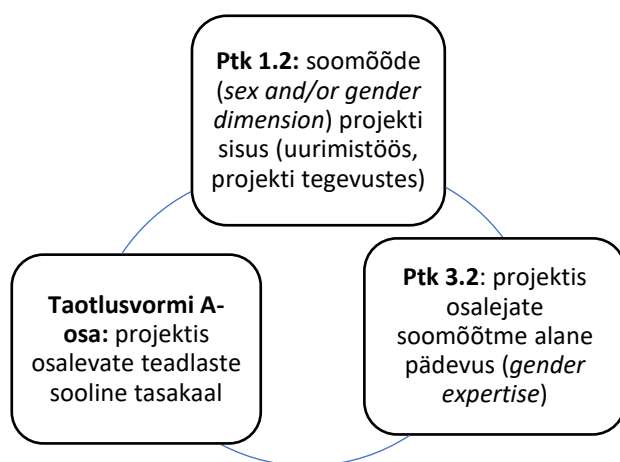 Ptk 1.2: soomõõde
(sex and/or gender
dimension) projekti
sisus (uurimistöös,
projekti tegevustes)
Taotlusvormi A-
osa: projektis
osalevate teadlaste
sooline tasakaal
Ptk 3.2: projektis
osalejate
soomõõtme alane
pädevus (gender
expertise)